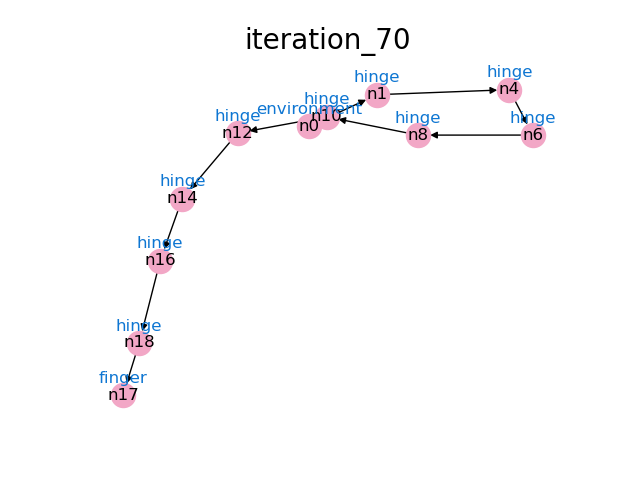 iteration_70
hinge
n4
hinge
n1
hinge
n10
environment
n0
hinge
n12
hinge
n8
hinge
n6
hinge
n14
hinge
n16
hinge
n18
finger
n17